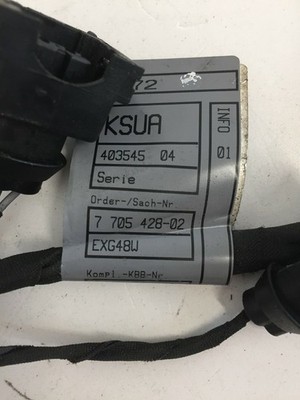 72
KSUA
INFO
403545 04
01
Serie
Order-/Sach-Nr
7 705 428-02
EXG48W
Kompl.-KBB-Nr